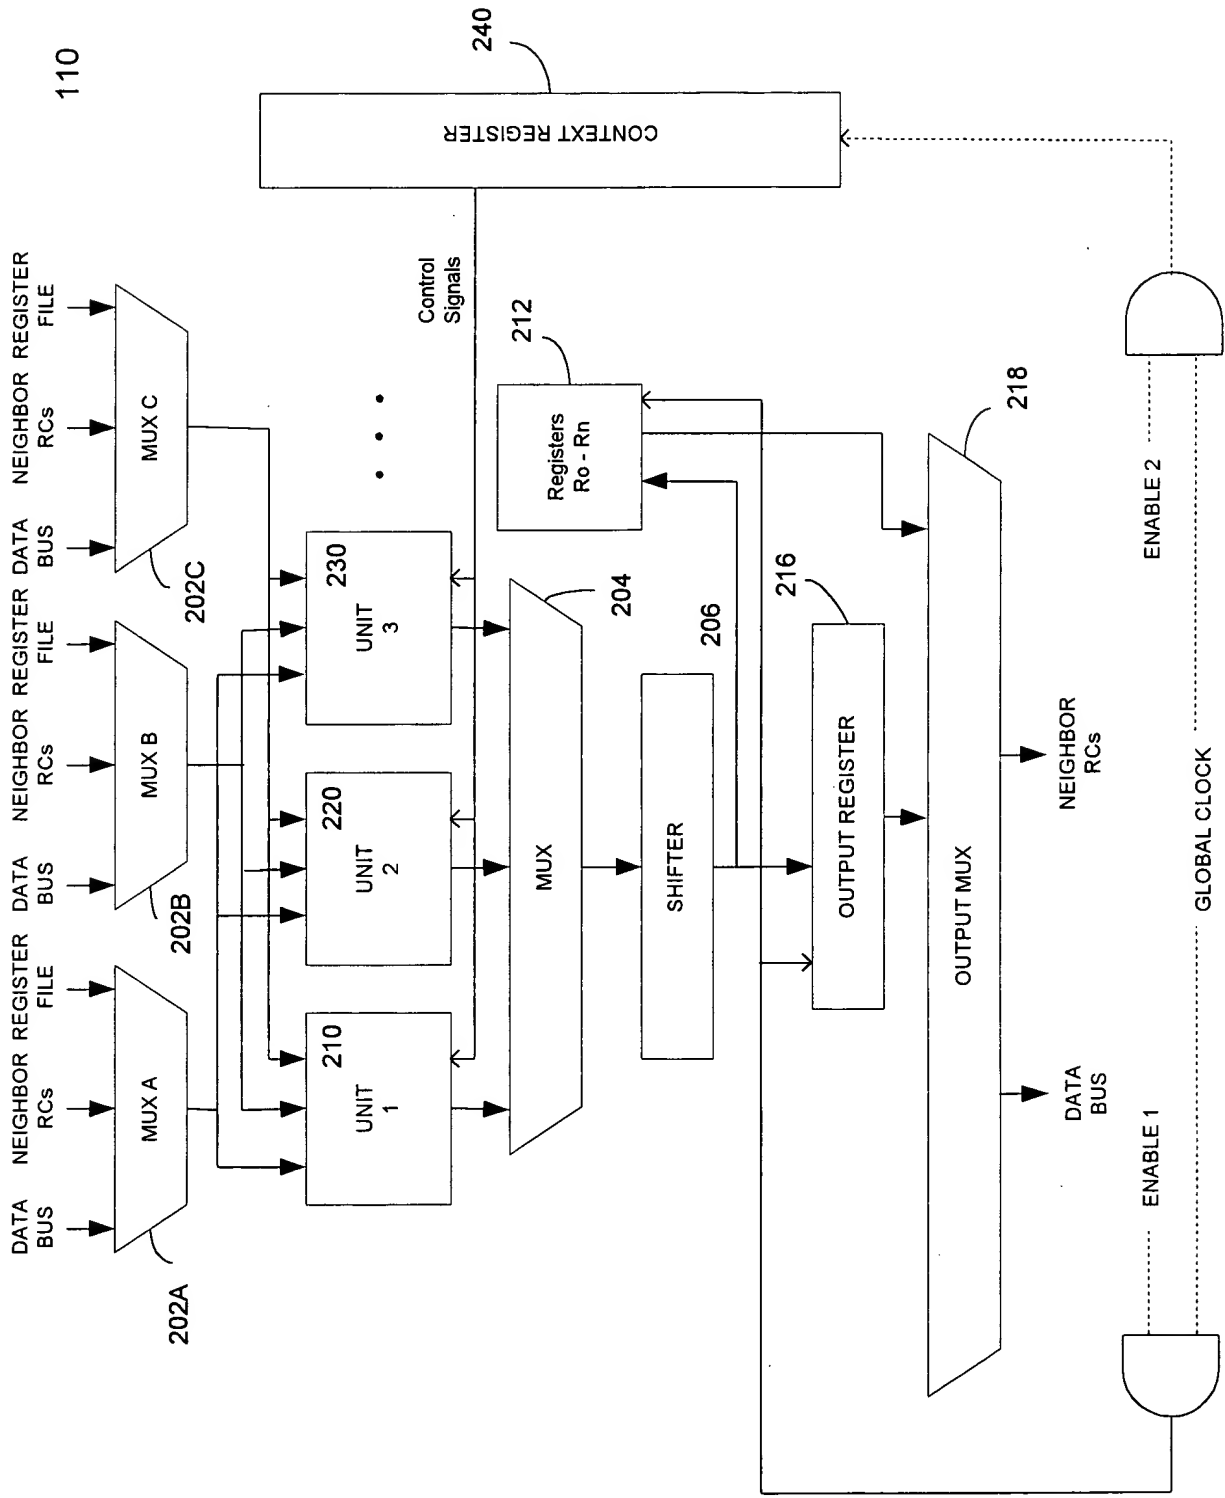 110
DATA
BUS
NEIGHBOR
RCs
REGISTER
FILE
DATA
BUS
NEIGHBOR
RCs
REGISTER
FILE
DATA
BUS
NEIGHBOR
RCs
REGISTER
FILE
MUX A
MUX B
MUX C
202A
202B
202C
UNIT
1
210
UNIT
2
220
UNIT
3
230
Control
Signals
CONTEXT REGISTER
240
MUX
204
Registers
Ro - Rn
212
SHIFTER
206
OUTPUT REGISTER
216
OUTPUT MUX
218
DATA
BUS
NEIGHBOR
RCs
ENABLE 1
ENABLE 2
GLOBAL CLOCK